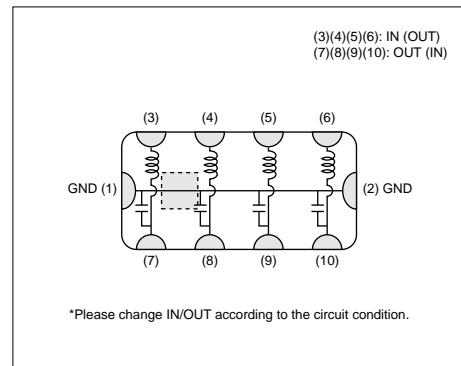 (3)(4)(5)(6): IN (OUT)
(7)(8)(9)(10): OUT (IN)
(3) (4) (5) (6)
GND (1) (2) GND
(7) (8) (9) (10)
*Please change IN/OUT according to the circuit condition.